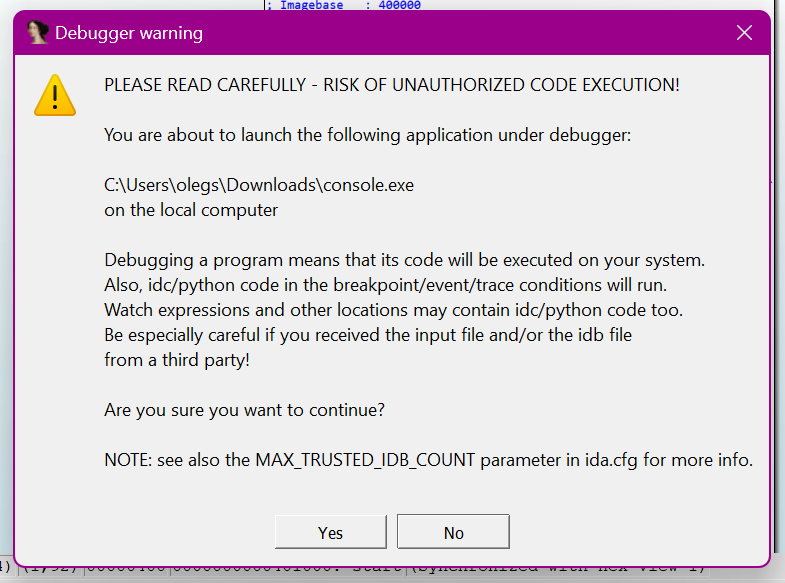 ; Imagebase   : 400000
Debugger warning
PLEASE READ CAREFULLY - RISK OF UNAUTHORIZED CODE EXECUTION!
You are about to launch the following application under debugger:
C:\Users\olegs\Downloads\console.exe
on the local computer
Debugging a program means that its code will be executed on your system.
Also, idc/python code in the breakpoint/event/trace conditions will run.
Watch expressions and other locations may contain idc/python code too.
Be especially careful if you received the input file and/or the idb file
from a third party!
Are you sure you want to continue?
NOTE: see also the MAX_TRUSTED_IDB_COUNT parameter in ida.cfg for more info.
Yes No